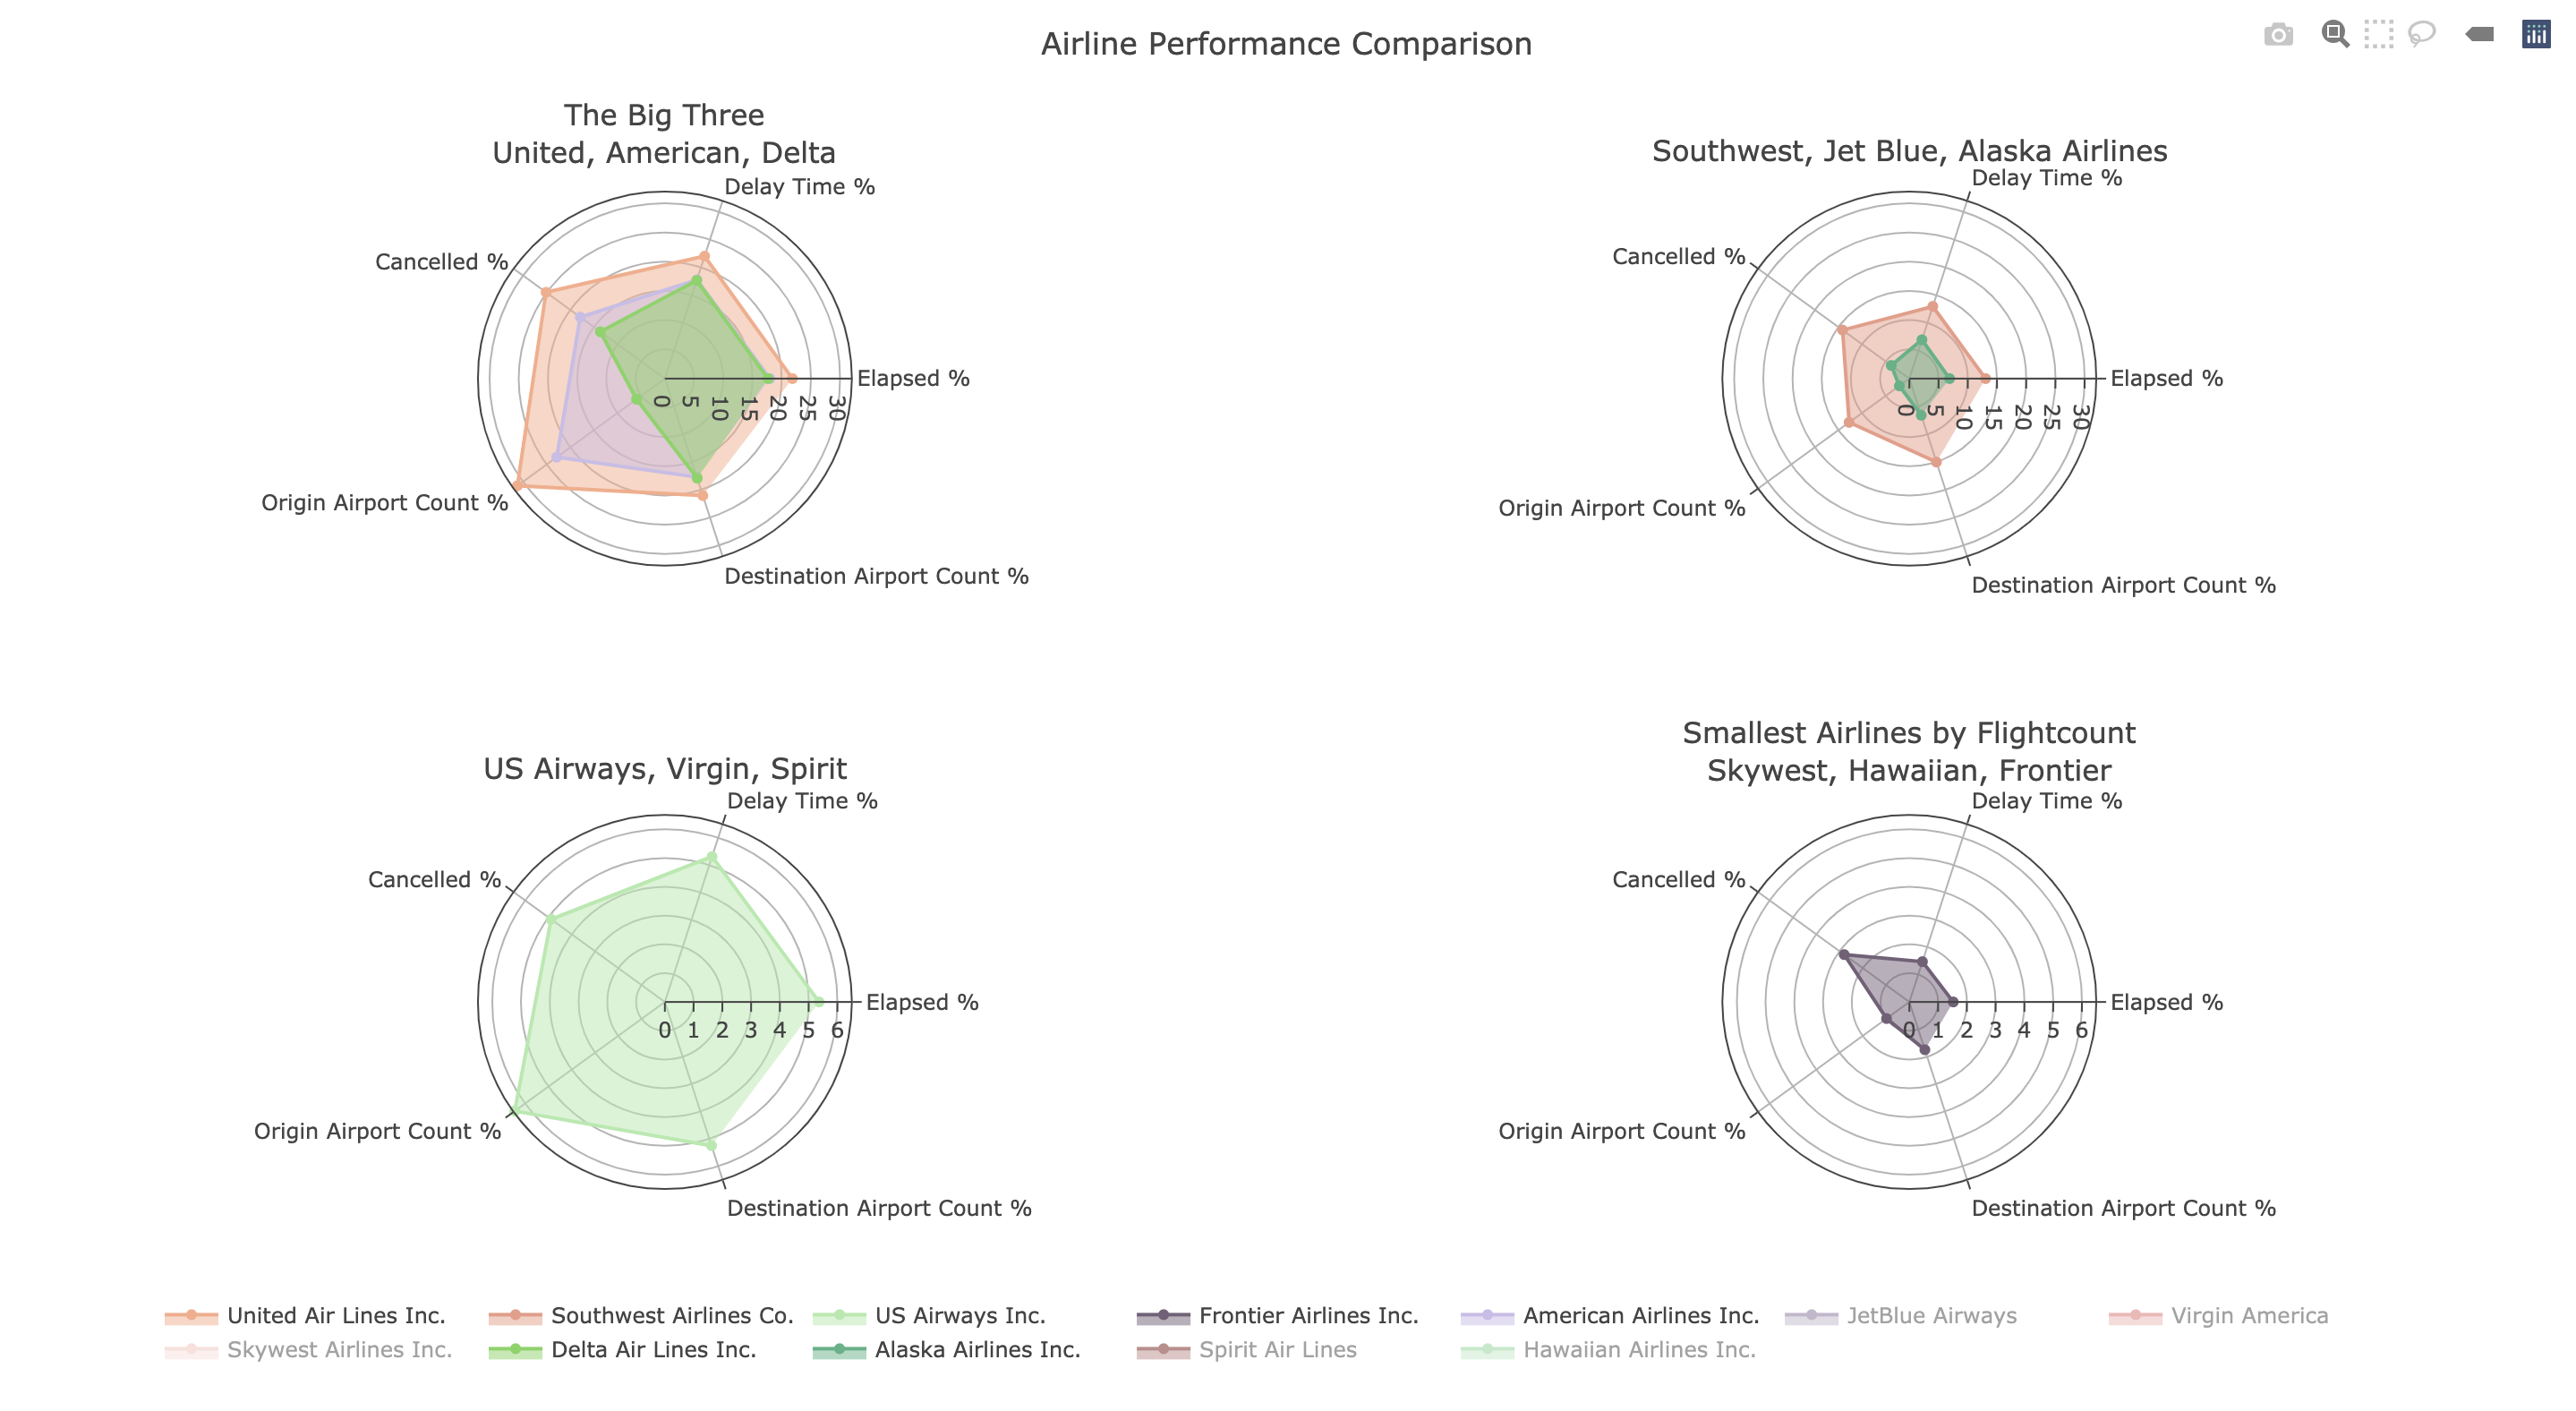 Airline Performance Comparison
The Big Three
United, American, Delta
Delay Time %
Cancelled %
Elapsed %
0 5 10 15 20 25 30
Origin Airport Count %
Destination Airport Count %
Southwest, Jet Blue, Alaska Airlines
Delay Time %
Cancelled %
Elapsed %
0 5 10 15 20 25 30
Origin Airport Count %
Destination Airport Count %
US Airways, Virgin, Spirit
Delay Time %
Cancelled %
Elapsed %
0 1 2 3 4 5 6
Origin Airport Count %
Destination Airport Count %
Smallest Airlines by Flightcount
Skywest, Hawaiian, Frontier
Delay Time %
Cancelled %
Elapsed %
0 1 2 3 4 5 6
Origin Airport Count %
Destination Airport Count %
United Air Lines Inc. Southwest Airlines Co. US Airways Inc. Frontier Airlines Inc. American Airlines Inc. JetBlue Airways Virgin America
Skywest Airlines Inc. Delta Air Lines Inc. Alaska Airlines Inc. Spirit Air Lines Hawaiian Airlines Inc.